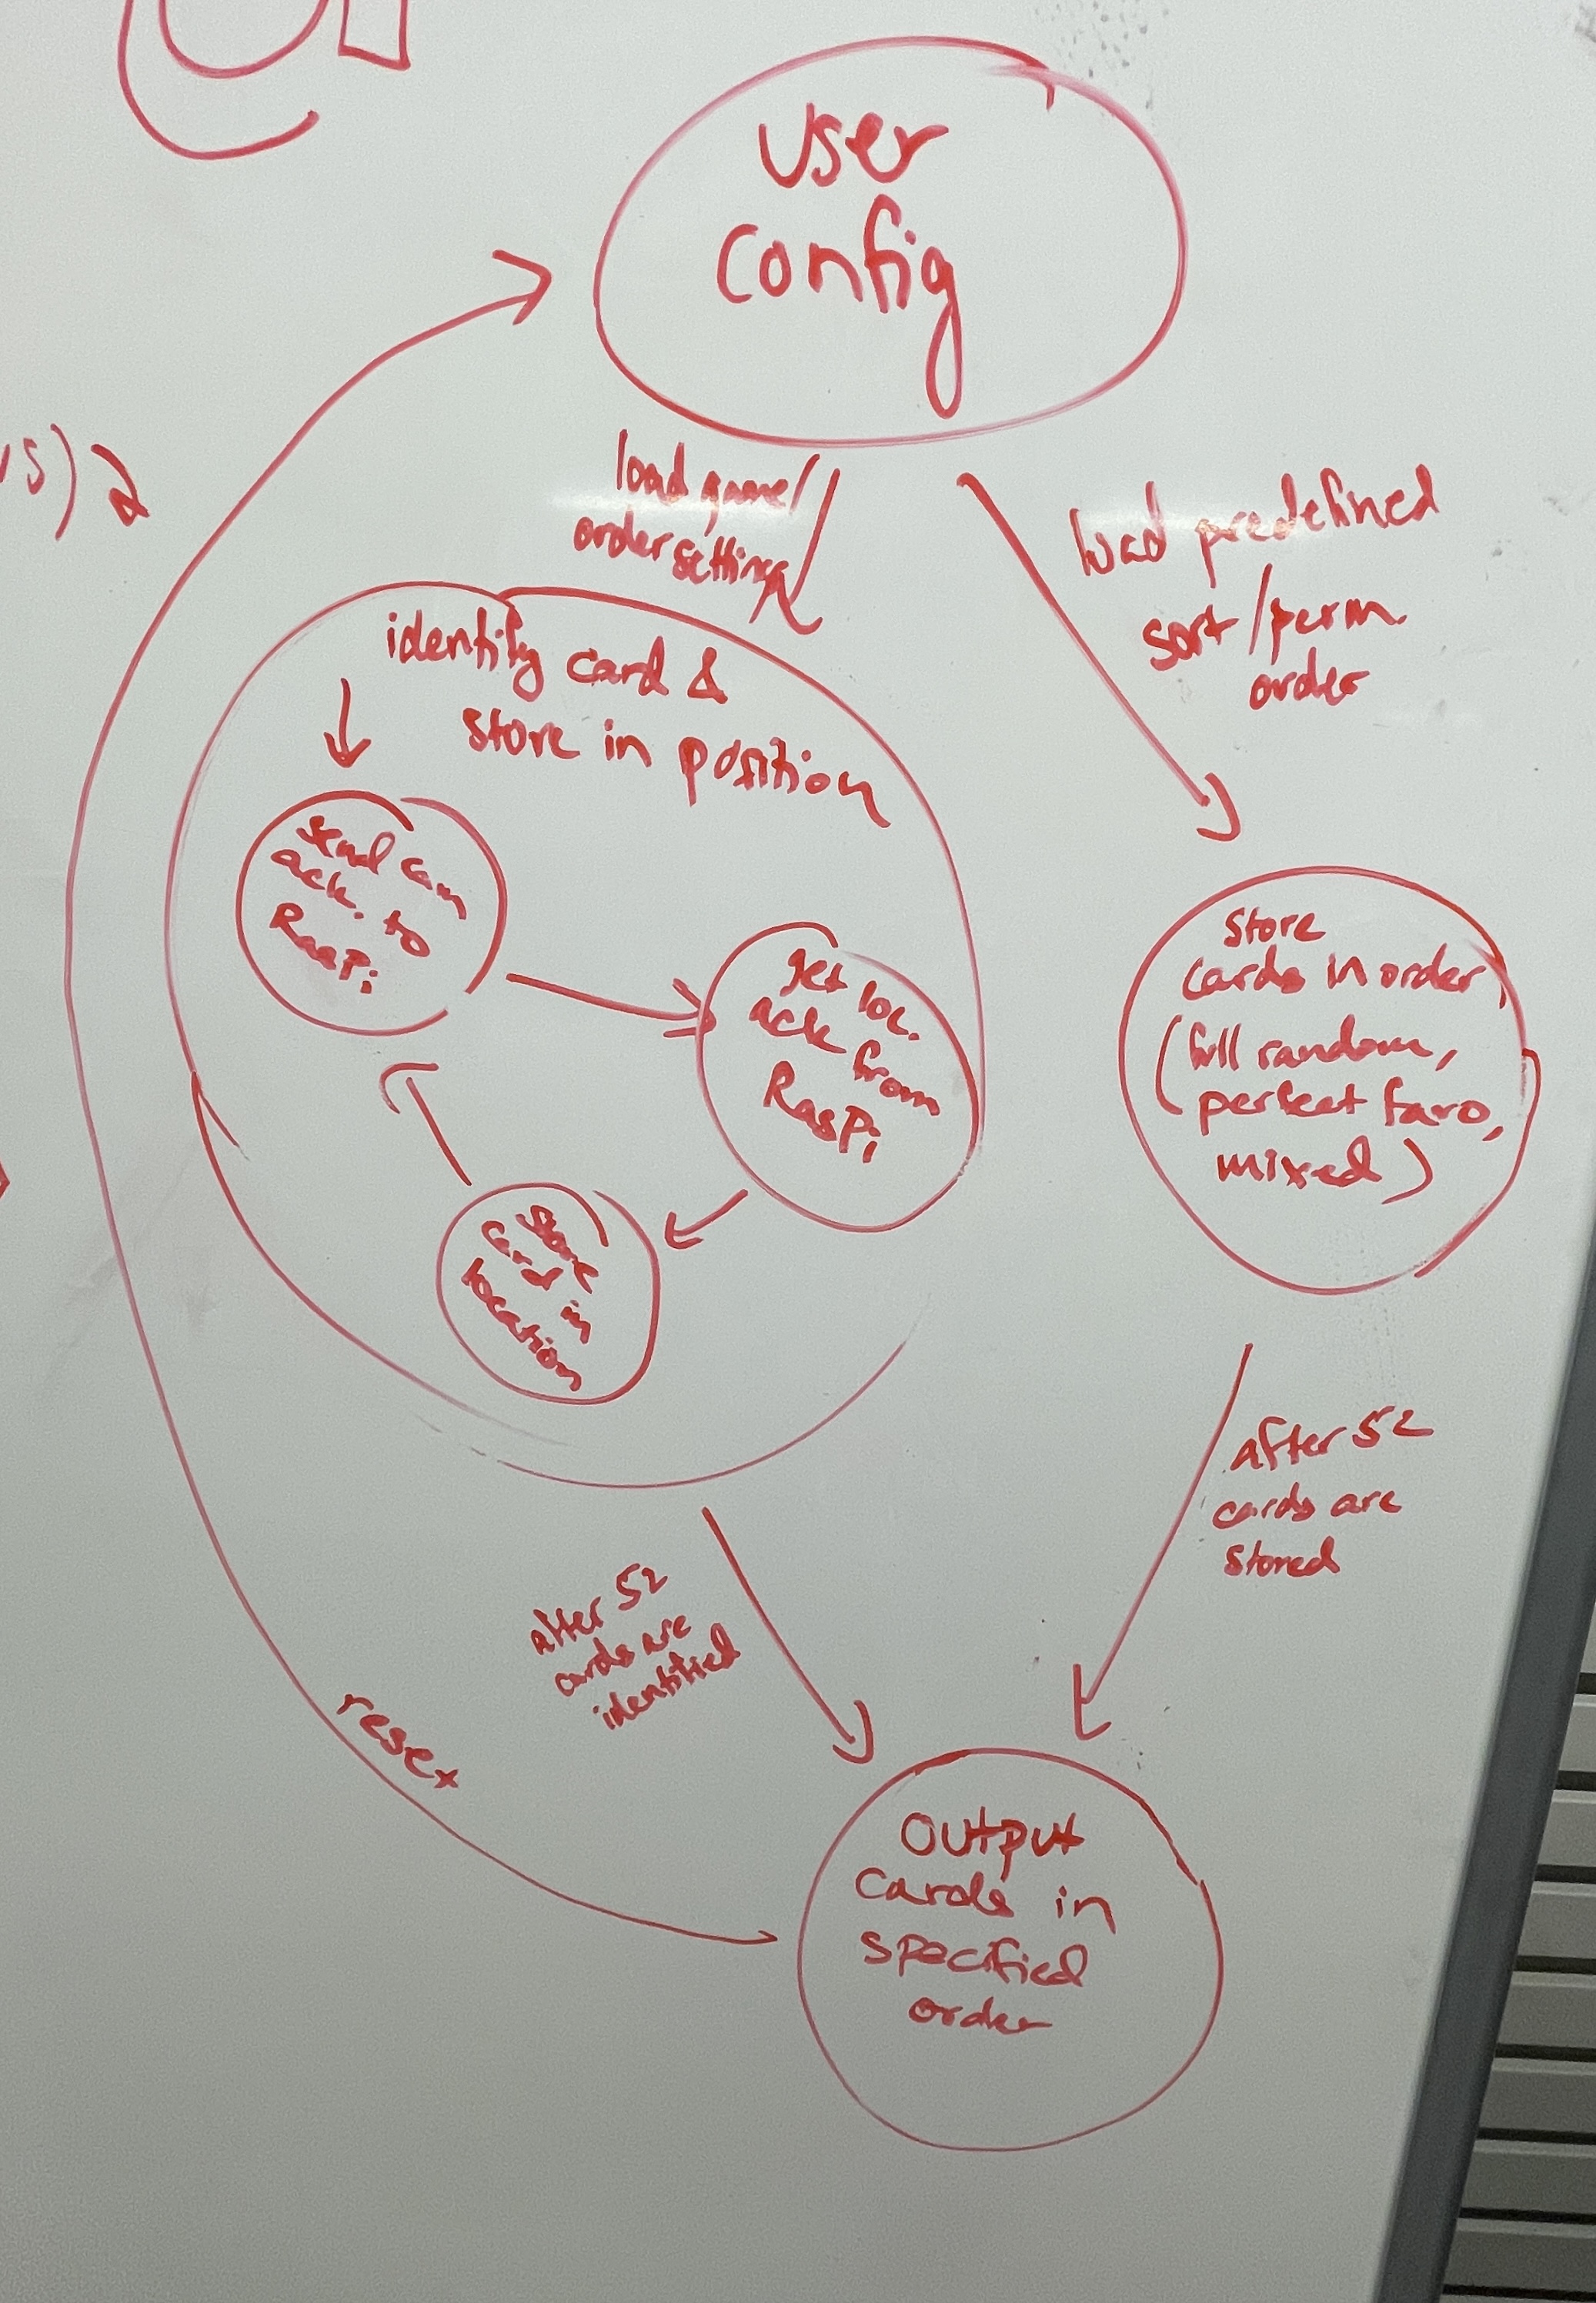 user
config
load game/
order settings
load predefined
sort/perm.
order
identify card &
store in position
send cam
ack. to
RasPi
get loc.
ack from
RasPi
store
card in
location
store
cards in order
(full random,
perfect faro,
mixed)
after 52
cards are
identified
after 52
cards are
stored
reset
output
cards in
specified
order